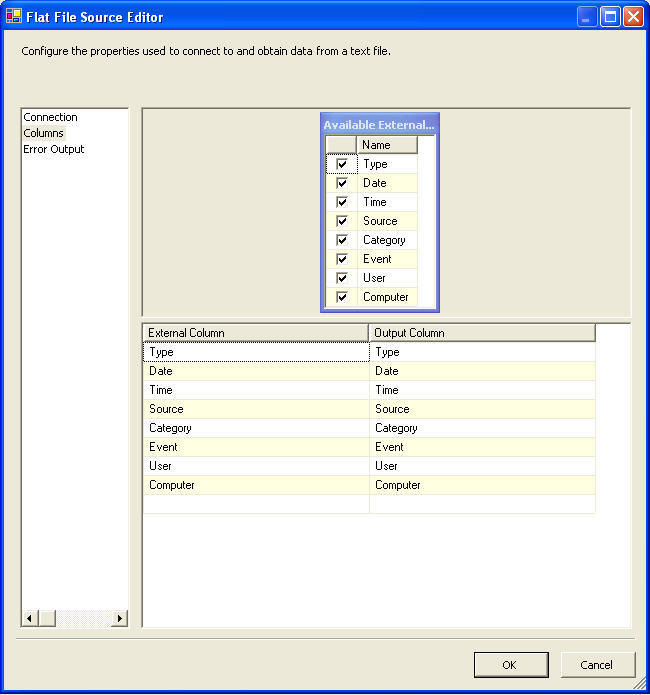 Flat File Source Editor
Configure the properties used to connect to and obtain data from a text file.
Connection
Columns
Error Output
Available External...
Name
Type
Date
Time
Source
Category
Event
User
Computer
External Column Output Column
Type Type
Date Date
Time Time
Source Source
Category Category
Event Event
User User
Computer Computer
OK Cancel